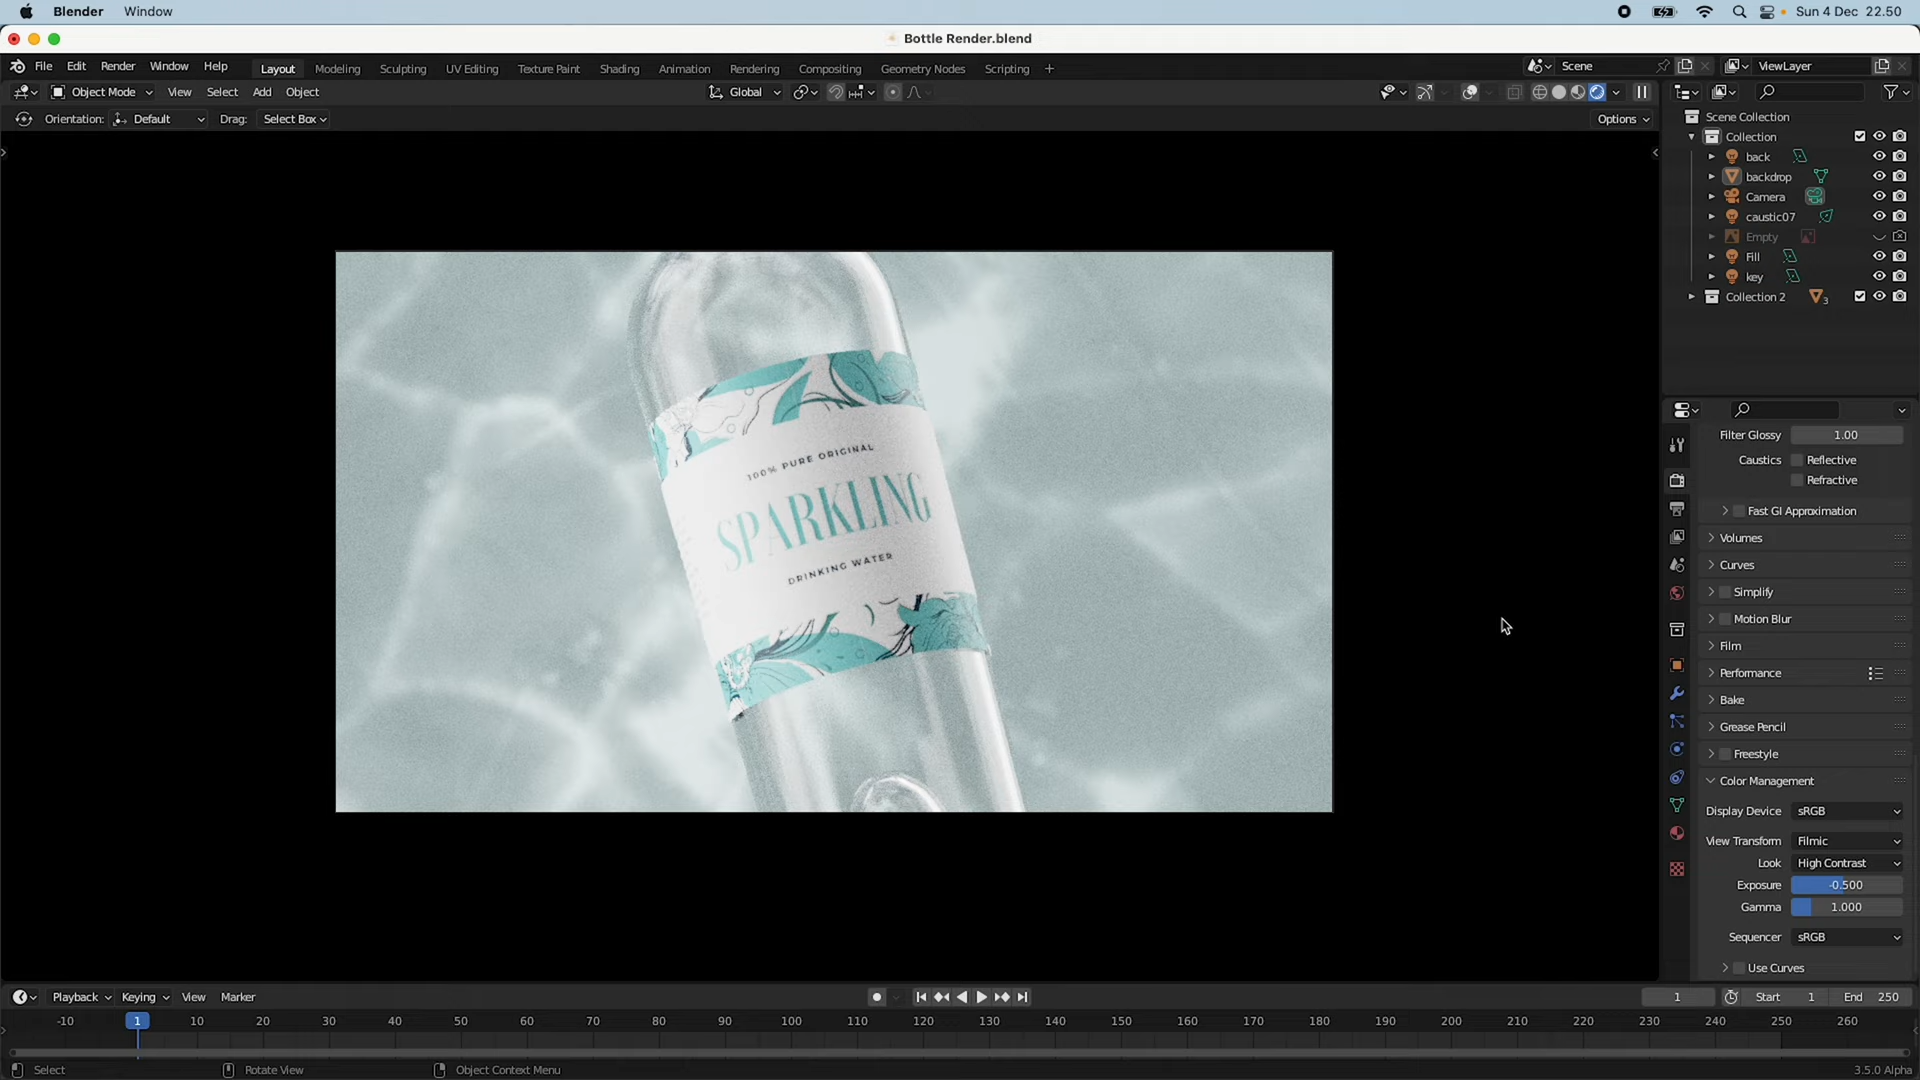 Blender Window Sun 4 Dec 22.50
Bottle Render.blend
File Edit Render Window Help Layout Modeling Sculpting UV Editing Texture Paint Shading Animation Rendering Compositing Geometry Nodes Scripting + Scene ViewLayer
Object Mode View Select Add Object Global
Orientation: Default Drag: Select Box Options
Scene Collection
Collection
back
backdrop
Camera
caustic07
Empty
Fill
key
Collection 2 3
100% PURE ORIGINAL
SPARKLING
DRINKING WATER
Filter Glossy 1.00
Caustics Reflective
Refractive
Fast GI Approximation
Volumes
Curves
Simplify
Motion Blur
Film
Performance
Bake
Grease Pencil
Freestyle
Color Management
Display Device sRGB
View Transform Filmic
Look High Contrast
Exposure -0.500
Gamma 1.000
Sequencer sRGB
Use Curves
Playback Keying View Marker 1 Start 1 End 250
-10 1 10 20 30 40 50 60 70 80 90 100 110 120 130 140 150 160 170 180 190 200 210 220 230 240 250 260
Select Rotate View Object Context Menu 3.5.0 Alpha